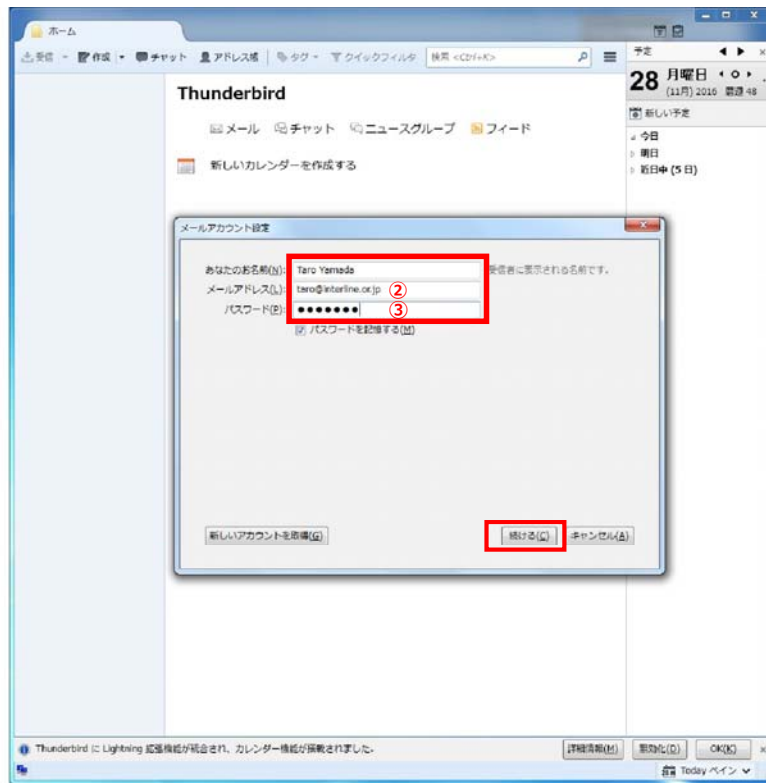 ホーム
受信 作成 チャット アドレス帳 タグ クイックフィルタ 検索 <Ctrl+K>
予定
28 月曜日
(11月) 2016 暦週 48
新しい予定
今日
明日
近日中 (5 日)
Thunderbird
メール チャット ニュースグループ フィード
新しいカレンダーを作成する
メールアカウント設定
あなたのお名前(N): Taro Yamada 受信者に表示される名前です。
メールアドレス(L): taro@interline.or.jp ②
パスワード(P): ●●●●●●● ③
パスワードを記憶する(M)
新しいアカウントを取得(G) 続ける(C) キャンセル(A)
Thunderbird に Lightning 拡張機能が統合され、カレンダー機能が搭載されました。 詳細情報(M) 無効化(D) OK(K)
Today ペイン